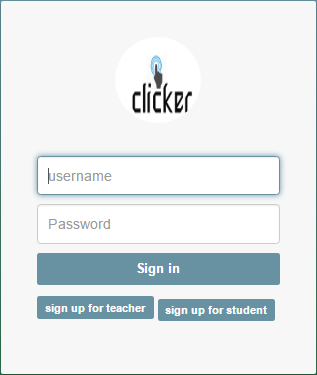 clicker
username
Password
Sign in
sign up for teacher
sign up for student